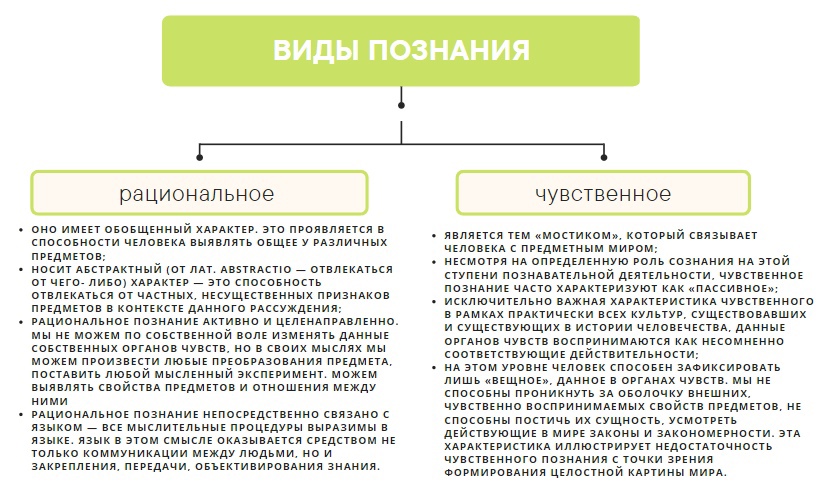 ВИДЫ ПОЗНАНИЯ
рациональное
• ОНО ИМЕЕТ ОБОБЩЕННЫЙ ХАРАКТЕР. ЭТО ПРОЯВЛЯЕТСЯ В
СПОСОБНОСТИ ЧЕЛОВЕКА ВЫЯВЛЯТЬ ОБЩЕЕ У РАЗЛИЧНЫХ
ПРЕДМЕТОВ;
• НОСИТ АБСТРАКТНЫЙ (ОТ ЛАТ. ABSTRACTIO — ОТВЛЕКАТЬСЯ
ОТ ЧЕГО- ЛИБО) ХАРАКТЕР — ЭТО СПОСОБНОСТЬ
ОТВЛЕКАТЬСЯ ОТ ЧАСТНЫХ, НЕСУЩЕСТВЕННЫХ ПРИЗНАКОВ
ПРЕДМЕТОВ В КОНТЕКСТЕ ДАННОГО РАССУЖДЕНИЯ;
• РАЦИОНАЛЬНОЕ ПОЗНАНИЕ АКТИВНО И ЦЕЛЕНАПРАВЛЕННО.
МЫ НЕ МОЖЕМ ПО СОБСТВЕННОЙ ВОЛЕ ИЗМЕНЯТЬ ДАННЫЕ
СОБСТВЕННЫХ ОРГАНОВ ЧУВСТВ, НО В СВОИХ МЫСЛЯХ МЫ
МОЖЕМ ПРОИЗВЕСТИ ЛЮБЫЕ ПРЕОБРАЗОВАНИЯ ПРЕДМЕТА,
ПОСТАВИТЬ ЛЮБОЙ МЫСЛЕННЫЙ ЭКСПЕРИМЕНТ. МОЖЕМ
ВЫЯВЛЯТЬ СВОЙСТВА ПРЕДМЕТОВ И ОТНОШЕНИЯ МЕЖДУ
НИМИ
• РАЦИОНАЛЬНОЕ ПОЗНАНИЕ НЕПОСРЕДСТВЕННО СВЯЗАНО С
ЯЗЫКОМ — ВСЕ МЫСЛИТЕЛЬНЫЕ ПРОЦЕДУРЫ ВЫРАЗИМЫ В
ЯЗЫКЕ. ЯЗЫК В ЭТОМ СМЫСЛЕ ОКАЗЫВАЕТСЯ СРЕДСТВОМ НЕ
ТОЛЬКО КОММУНИКАЦИИ МЕЖДУ ЛЮДЬМИ, НО И
ЗАКРЕПЛЕНИЯ, ПЕРЕДАЧИ, ОБЪЕКТИВИРОВАНИЯ ЗНАНИЯ.
чувственное
• ЯВЛЯЕТСЯ ТЕМ «МОСТИКОМ», КОТОРЫЙ СВЯЗЫВАЕТ
ЧЕЛОВЕКА С ПРЕДМЕТНЫМ МИРОМ;
• НЕСМОТРЯ НА ОПРЕДЕЛЕННУЮ РОЛЬ СОЗНАНИЯ НА ЭТОЙ
СТУПЕНИ ПОЗНАВАТЕЛЬНОЙ ДЕЯТЕЛЬНОСТИ, ЧУВСТВЕННОЕ
ПОЗНАНИЕ ЧАСТО ХАРАКТЕРИЗУЮТ КАК «ПАССИВНОЕ»;
• ИСКЛЮЧИТЕЛЬНО ВАЖНАЯ ХАРАКТЕРИСТИКА ЧУВСТВЕННОГО
В РАМКАХ ПРАКТИЧЕСКИ ВСЕХ КУЛЬТУР, СУЩЕСТВОВАВШИХ
И СУЩЕСТВУЮЩИХ В ИСТОРИИ ЧЕЛОВЕЧЕСТВА, ДАННЫЕ
ОРГАНОВ ЧУВСТВ ВОСПРИНИМАЮТСЯ КАК НЕСОМНЕННО
СООТВЕТСТВУЮЩИЕ ДЕЙСТВИТЕЛЬНОСТИ;
• НА ЭТОМ УРОВНЕ ЧЕЛОВЕК СПОСОБЕН ЗАФИКСИРОВАТЬ
ЛИШЬ «ВЕЩНОЕ», ДАННОЕ В ОРГАНАХ ЧУВСТВ. МЫ НЕ
СПОСОБНЫ ПРОНИКНУТЬ ЗА ОБОЛОЧКУ ВНЕШНИХ,
ЧУВСТВЕННО ВОСПРИНИМАЕМЫХ СВОЙСТВ ПРЕДМЕТОВ, НЕ
СПОСОБНЫ ПОСТИЧЬ ИХ СУЩНОСТЬ, УСМОТРЕТЬ
ДЕЙСТВУЮЩИЕ В МИРЕ ЗАКОНЫ И ЗАКОНОМЕРНОСТИ. ЭТА
ХАРАКТЕРИСТИКА ИЛЛЮСТРИРУЕТ НЕДОСТАТОЧНОСТЬ
ЧУВСТВЕННОГО ПОЗНАНИЯ С ТОЧКИ ЗРЕНИЯ
ФОРМИРОВАНИЯ ЦЕЛОСТНОЙ КАРТИНЫ МИРА.